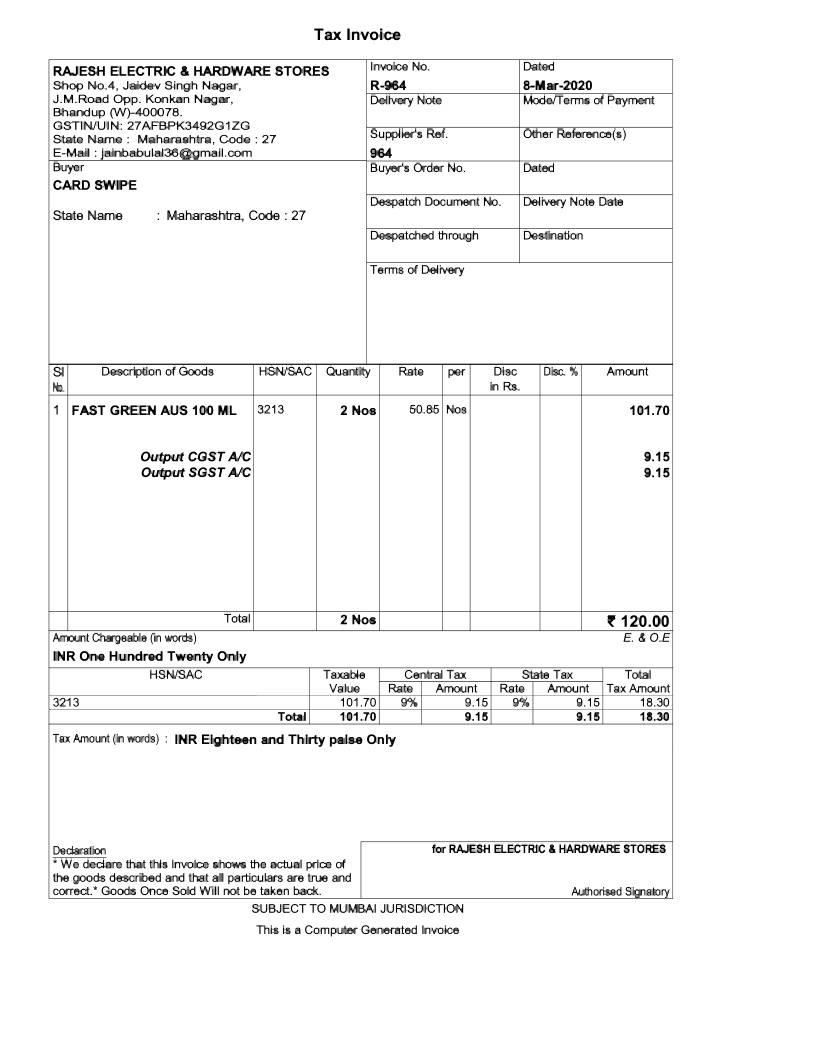 Tax Invoice
RAJESH ELECTRIC & HARDWARE STORES
Shop No.4, Jaidev Singh Nagar,
J.M.Road Opp. Konkan Nagar,
Bhandup (W)-400078.
GSTIN/UIN: 27AFBPK3492G1ZG
State Name : Maharashtra, Code : 27
E-Mail : jainbabulal36@gmail.com
Invoice No.
R-964
Dated
8-Mar-2020
Delivery Note
Mode/Terms of Payment
Supplier's Ref.
964
Other Reference(s)
Buyer
CARD SWIPE
State Name : Maharashtra, Code : 27
Buyer's Order No.
Dated
Despatch Document No.
Delivery Note Date
Despatched through
Destination
Terms of Delivery
Sl No. Description of Goods HSN/SAC Quantity Rate per Disc in Rs. Disc. % Amount
1 FAST GREEN AUS 100 ML 3213 2 Nos 50.85 Nos 101.70
Output CGST A/C 9.15
Output SGST A/C 9.15
Total 2 Nos ₹ 120.00
Amount Chargeable (in words) E. & O.E
INR One Hundred Twenty Only
HSN/SAC Taxable Central Tax State Tax Total
Value Rate Amount Rate Amount Tax Amount
3213 101.70 9% 9.15 9% 9.15 18.30
Total 101.70 9.15 9.15 18.30
Tax Amount (in words) : INR Eighteen and Thirty paise Only
Declaration
* We declare that this invoice shows the actual price of
the goods described and that all particulars are true and
correct.* Goods Once Sold Will not be taken back.
for RAJESH ELECTRIC & HARDWARE STORES
Authorised Signatory
SUBJECT TO MUMBAI JURISDICTION
This is a Computer Generated Invoice